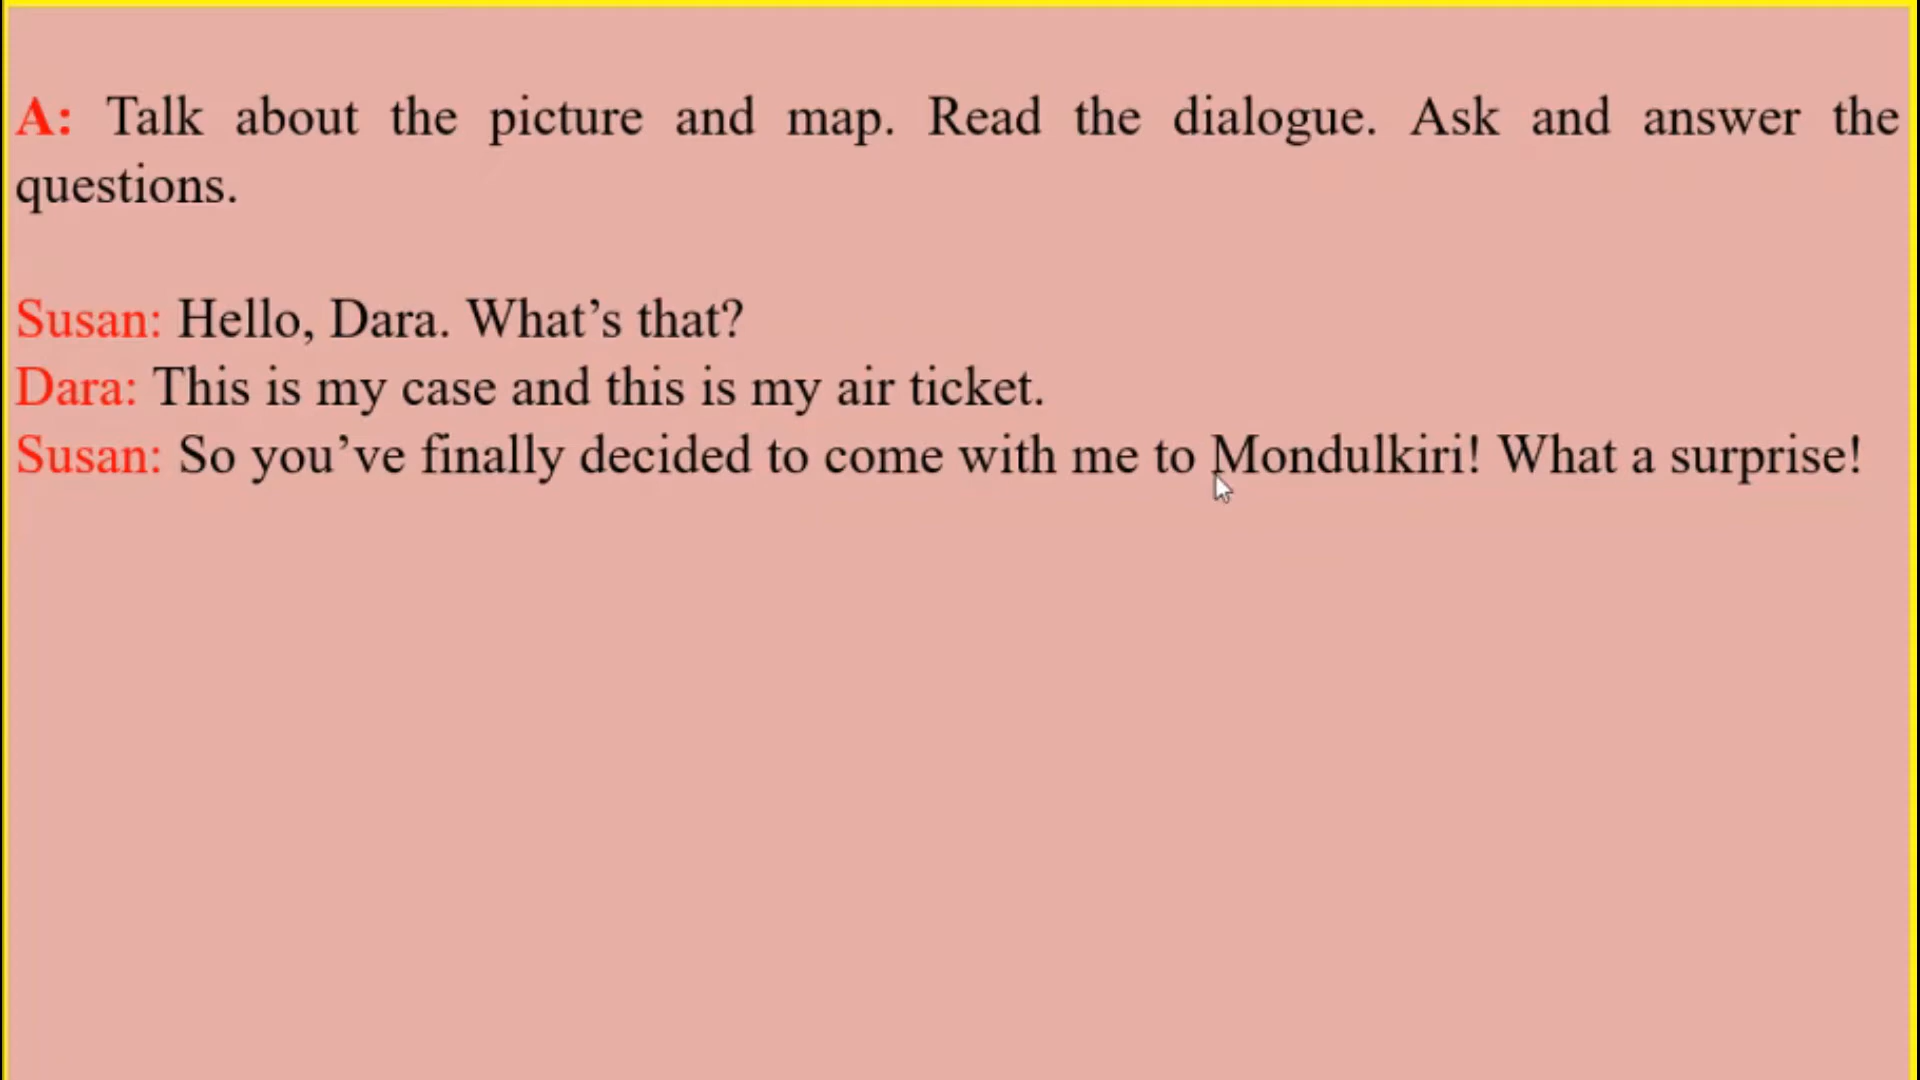 A: Talk about the picture and map. Read the dialogue. Ask and answer the
questions.
Susan: Hello, Dara. What’s that?
Dara: This is my case and this is my air ticket.
Susan: So you’ve finally decided to come with me to Mondulkiri! What a surprise!